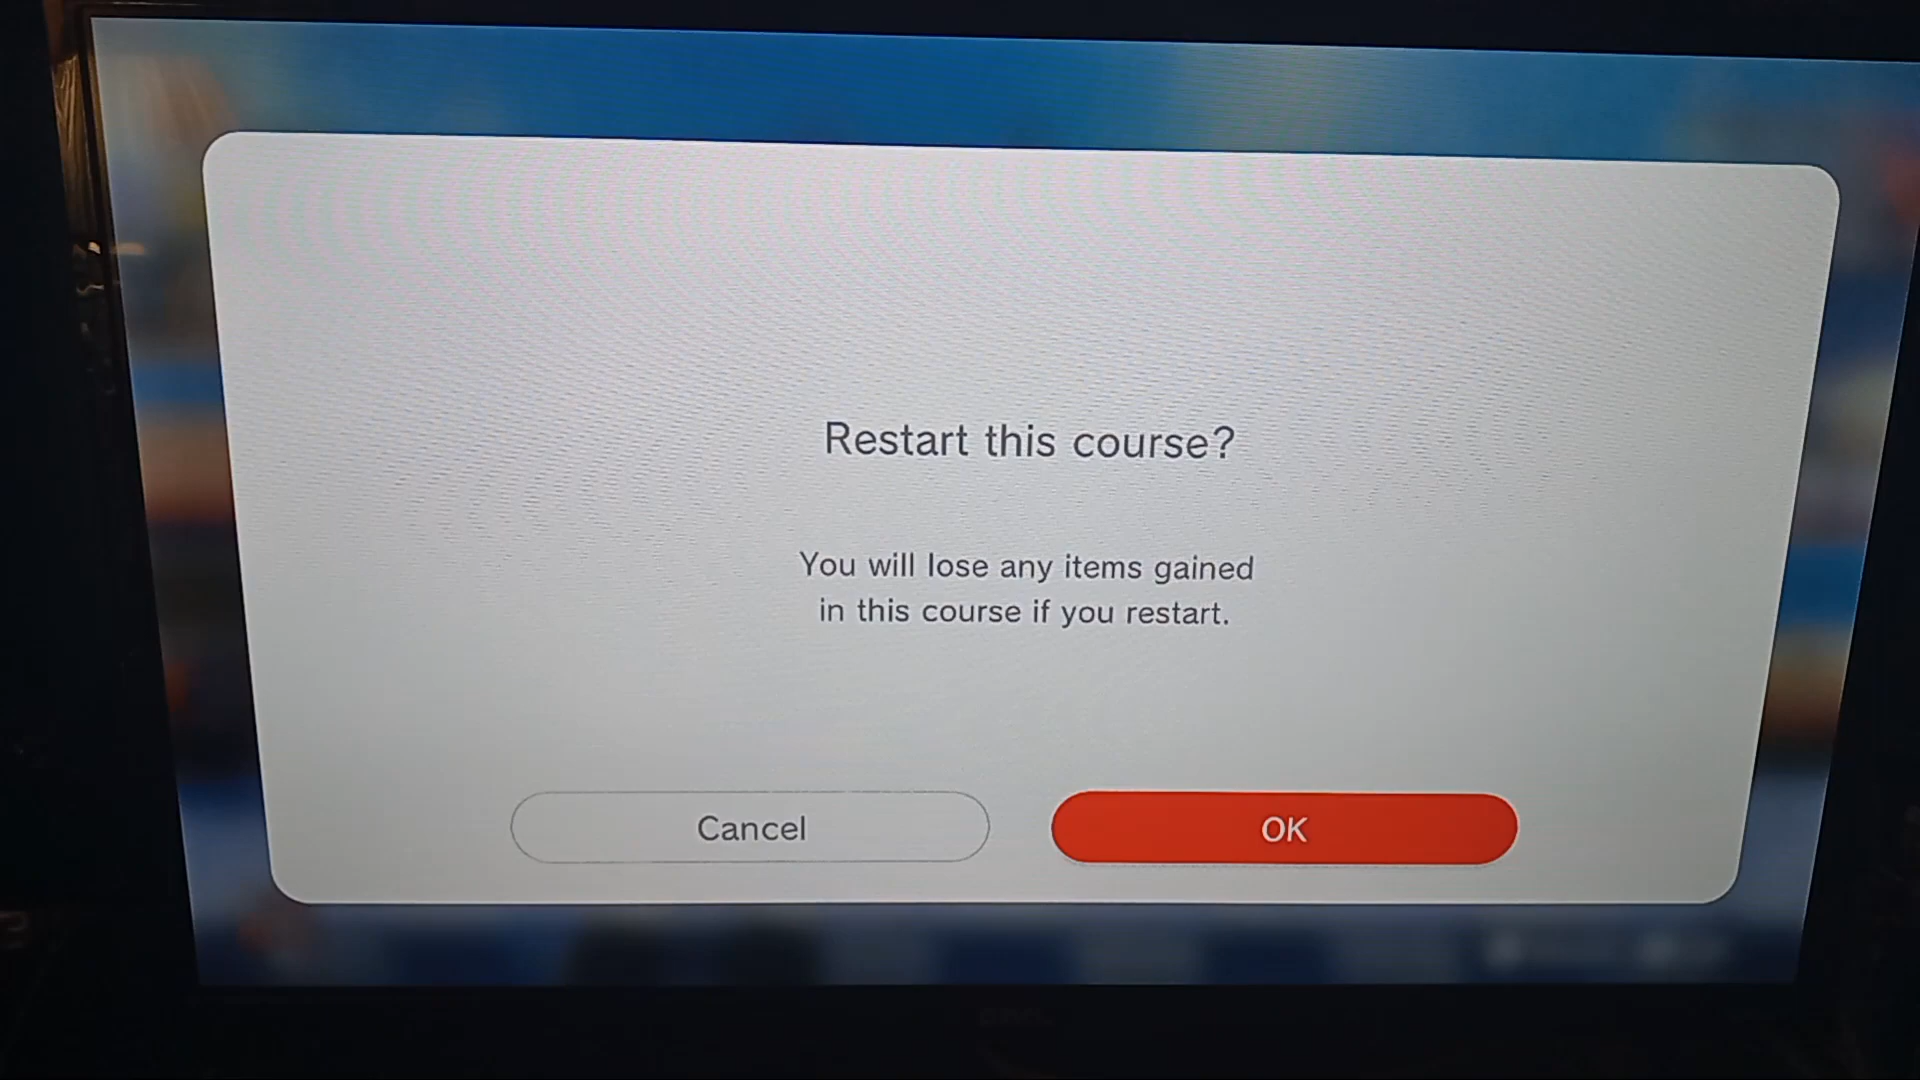 Restart this course?
You will lose any items gained
in this course if you restart.
Cancel
OK